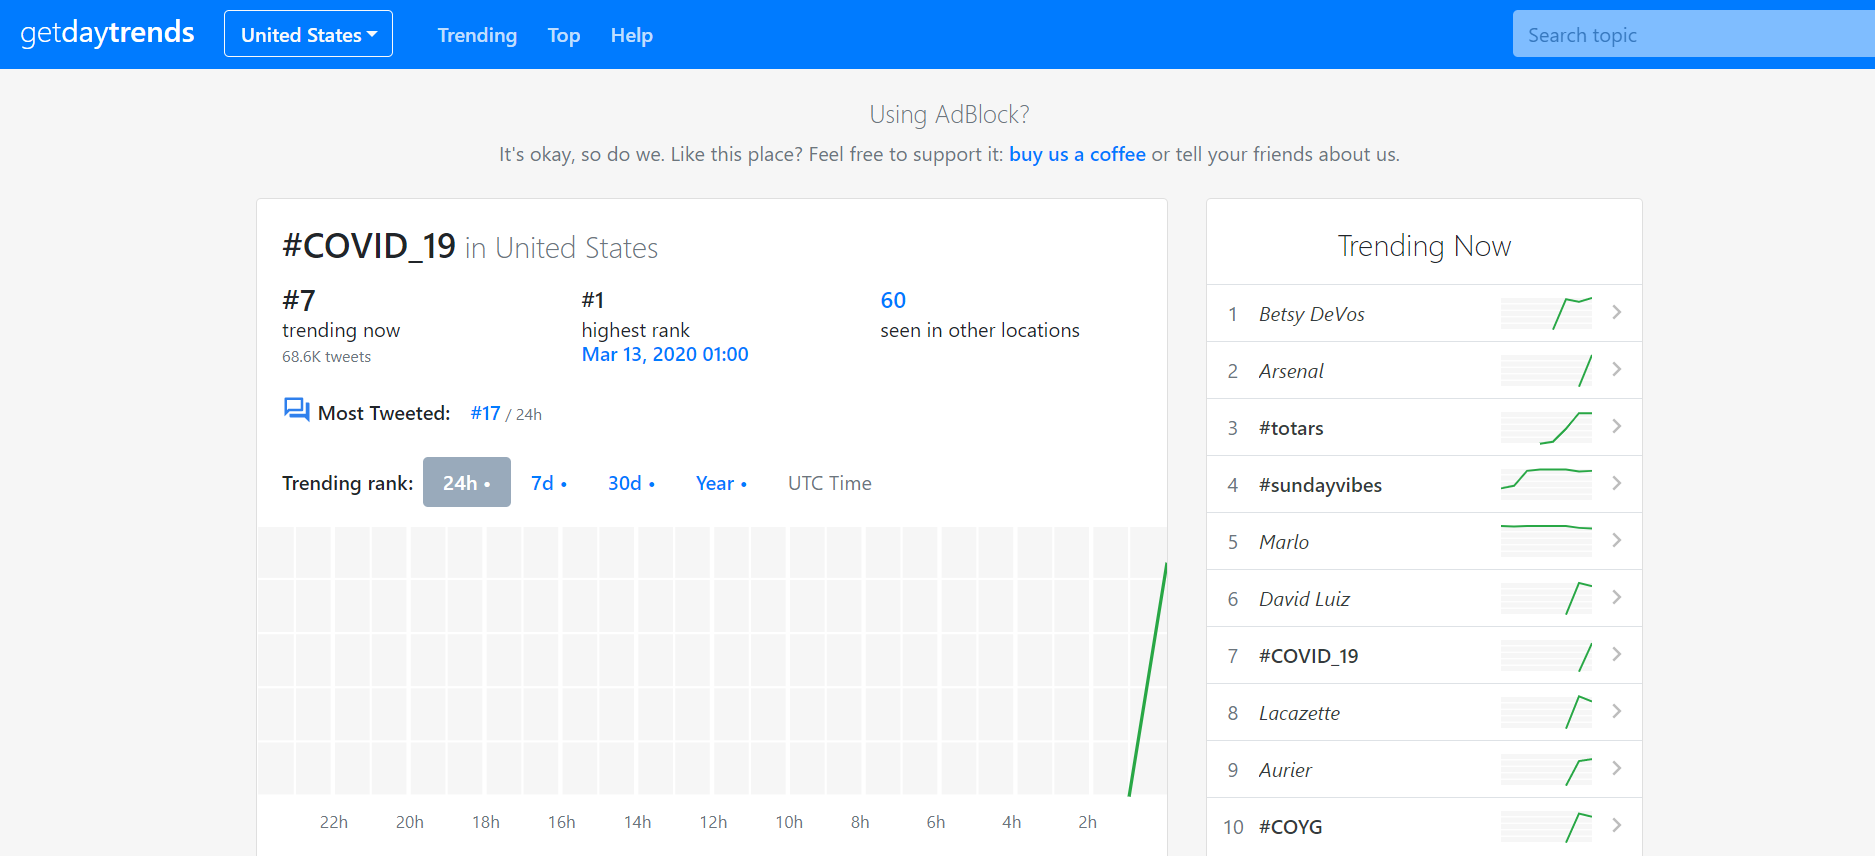 getdaytrends United States Trending Top Help Search topic
Using AdBlock?
It's okay, so do we. Like this place? Feel free to support it: buy us a coffee or tell your friends about us.
#COVID_19 in United States
#7
trending now
68.6K tweets
#1
highest rank
Mar 13, 2020 01:00
60
seen in other locations
Most Tweeted: #17 / 24h
Trending rank: 24h • 7d • 30d • Year • UTC Time
22h 20h 18h 16h 14h 12h 10h 8h 6h 4h 2h
Trending Now
1 Betsy DeVos
2 Arsenal
3 #totars
4 #sundayvibes
5 Marlo
6 David Luiz
7 #COVID_19
8 Lacazette
9 Aurier
10 #COYG